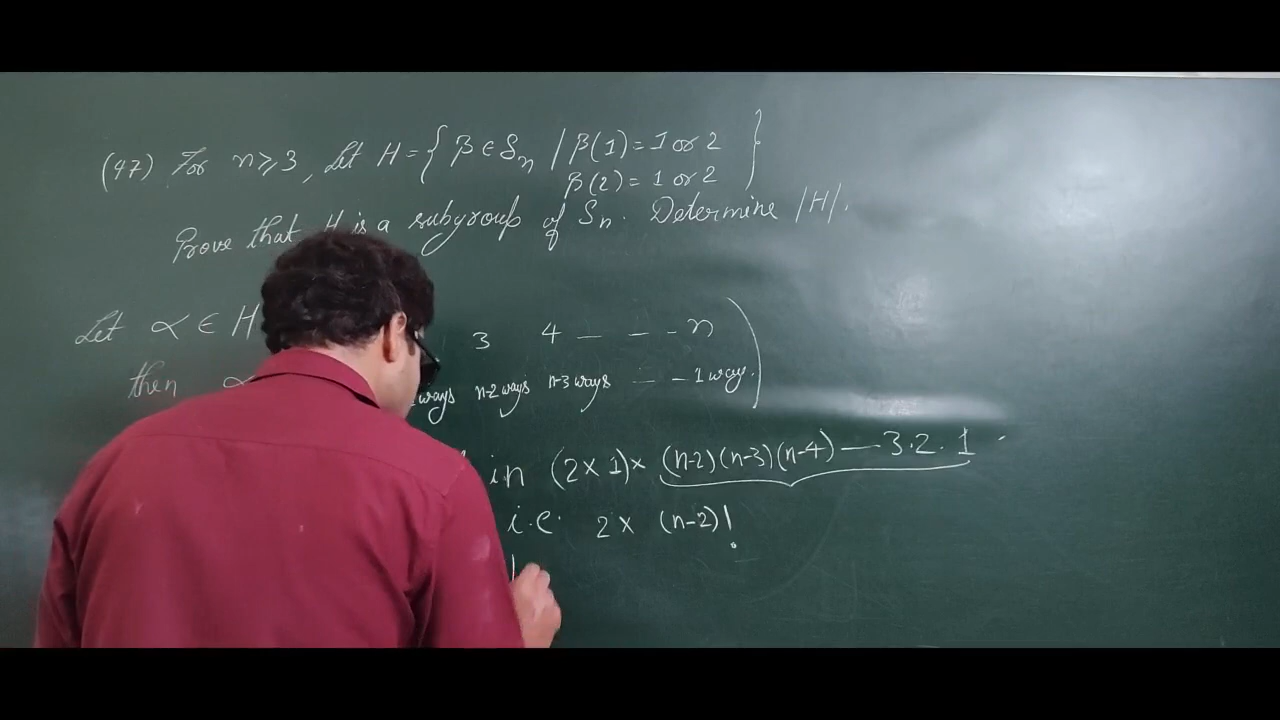 (47) For n≥3, Let H={ β∈Sn / β(1)=1 or 2
β(2)=1 or 2 }
Prove that H is a subgroup of Sn. Determine |H|.
Let α∈H
3 4 — — - n )
then
ways n-2 ways n-3 ways — - 1 way.
in (2×1)× (n-2)(n-3)(n-4) — 3.2.1
i.e. 2× (n-2)!